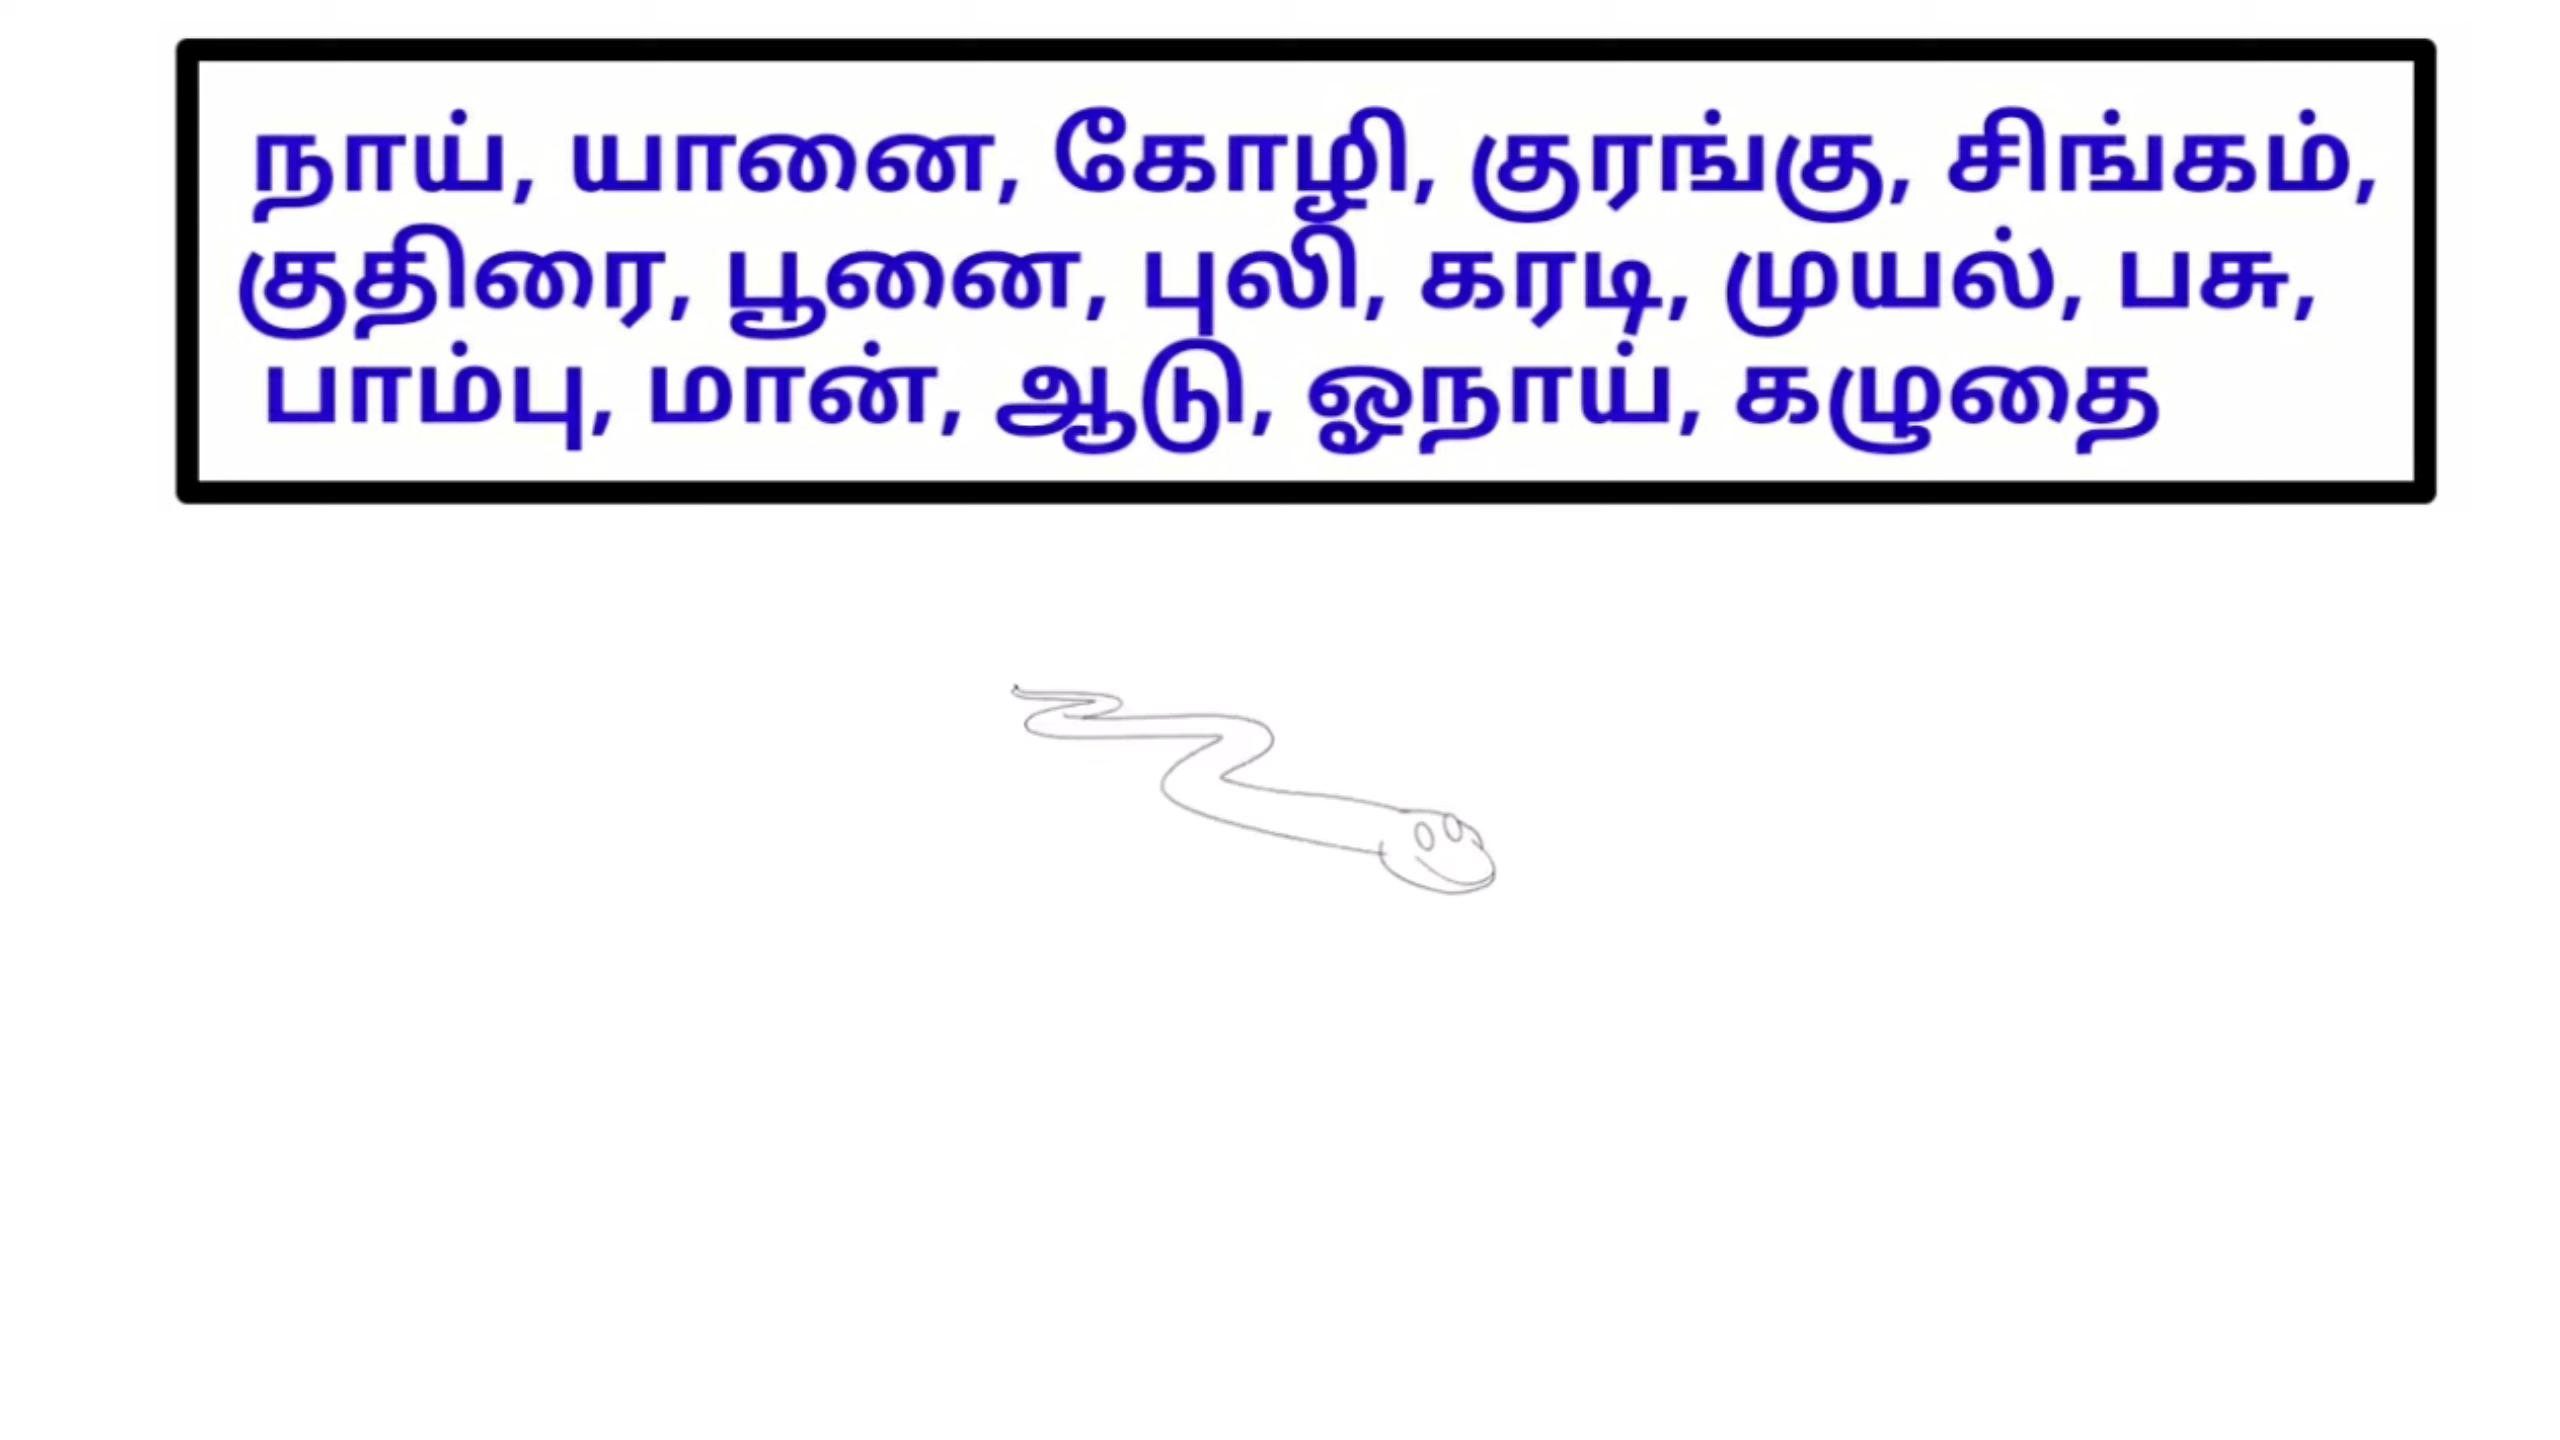 நாய், யானை, கோழி, குரங்கு, சிங்கம்,
குதிரை, பூனை, புலி, கரடி, முயல், பசு,
பாம்பு, மான், ஆடு, ஓநாய், கழுதை